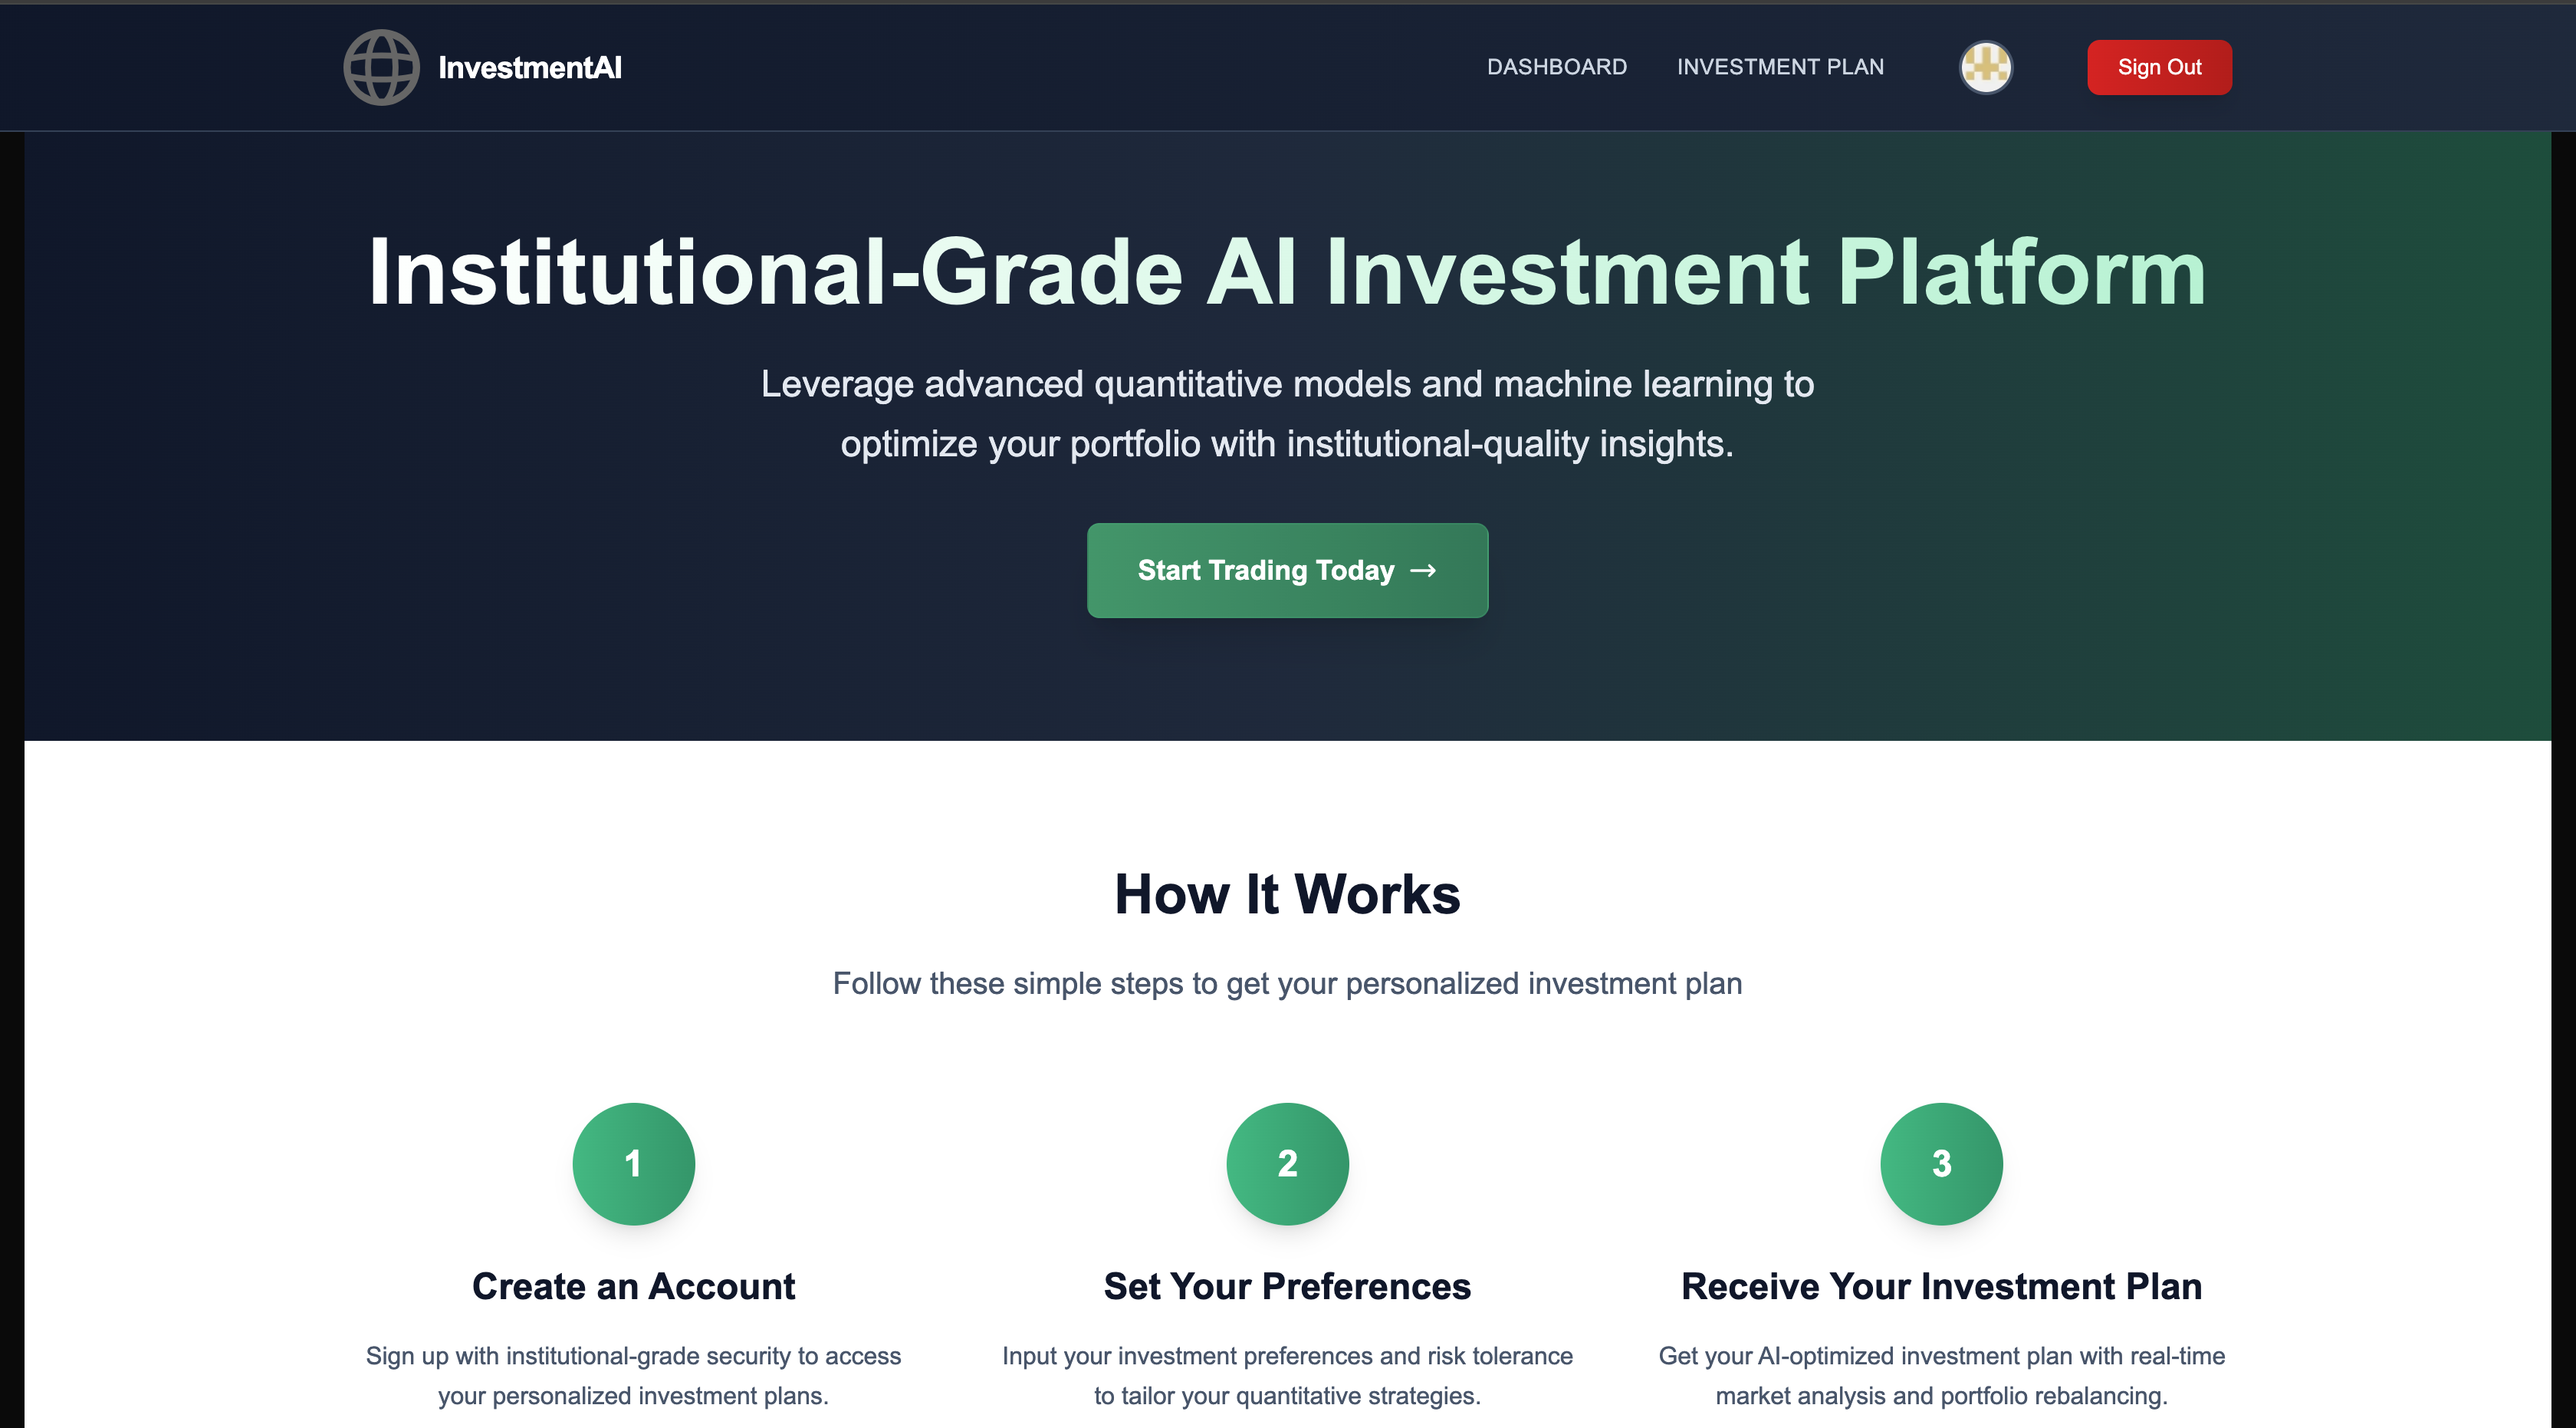 InvestmentAI
DASHBOARD
INVESTMENT PLAN
Sign Out
Institutional-Grade AI Investment Platform
Leverage advanced quantitative models and machine learning to
optimize your portfolio with institutional-quality insights.
Start Trading Today →
How It Works
Follow these simple steps to get your personalized investment plan
1
Create an Account
Sign up with institutional-grade security to access
your personalized investment plans.
2
Set Your Preferences
Input your investment preferences and risk tolerance
to tailor your quantitative strategies.
3
Receive Your Investment Plan
Get your AI-optimized investment plan with real-time
market analysis and portfolio rebalancing.